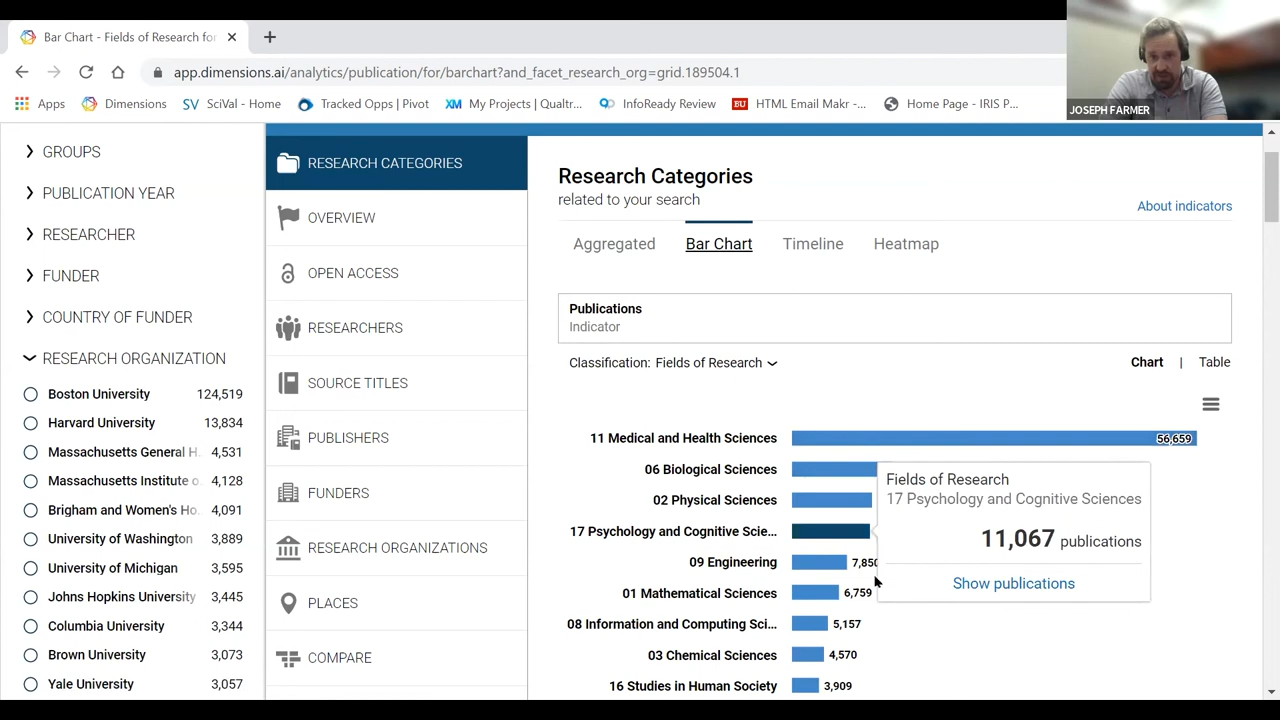 Bar Chart - Fields of Research for
app.dimensions.ai/analytics/publication/for/barchart?and_facet_research_org=grid.189504.1
Apps
Dimensions
SV SciVal - Home
Tracked Opps | Pivot
XM My Projects | Qualtr...
InfoReady Review
BU HTML Email Makr -...
Home Page - IRIS P...
JOSEPH FARMER
GROUPS
PUBLICATION YEAR
RESEARCHER
FUNDER
COUNTRY OF FUNDER
RESEARCH ORGANIZATION
Boston University 124,519
Harvard University 13,834
Massachusetts General H. 4,531
Massachusetts Institute o. 4,128
Brigham and Women's Ho. 4,091
University of Washington 3,889
University of Michigan 3,595
Johns Hopkins University 3,445
Columbia University 3,344
Brown University 3,073
Yale University 3,057
RESEARCH CATEGORIES
OVERVIEW
OPEN ACCESS
RESEARCHERS
SOURCE TITLES
PUBLISHERS
FUNDERS
RESEARCH ORGANIZATIONS
PLACES
COMPARE
Research Categories
related to your search
About indicators
Aggregated Bar Chart Timeline Heatmap
Publications
Indicator
Classification: Fields of Research
Chart | Table
11 Medical and Health Sciences 56,659
06 Biological Sciences
02 Physical Sciences
17 Psychology and Cognitive Scie...
09 Engineering 7,850
01 Mathematical Sciences 6,759
08 Information and Computing Sci... 5,157
03 Chemical Sciences 4,570
16 Studies in Human Society 3,909
Fields of Research
17 Psychology and Cognitive Sciences
11,067 publications
Show publications